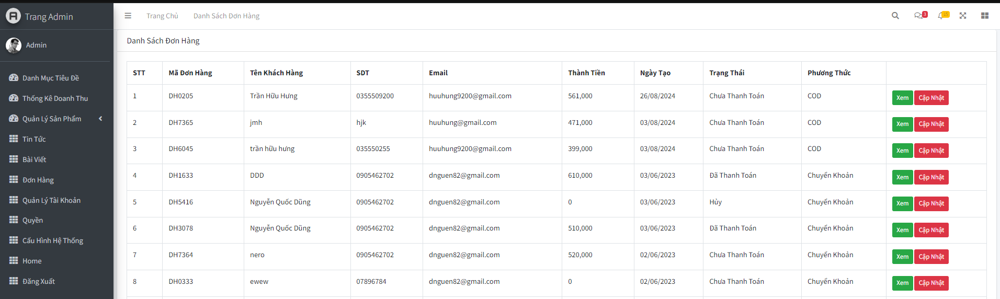 Trang Admin
Trang Chủ Danh Sách Đơn Hàng 3 15
Admin
Danh Mục Tiêu Đề
Thống Kê Doanh Thu
Quản Lý Sản Phẩm
Tin Tức
Bài Viết
Đơn Hàng
Quản Lý Tài Khoản
Quyền
Cấu Hình Hệ Thống
Home
Đăng Xuất
Danh Sách Đơn Hàng
STT Mã Đơn Hàng Tên Khách Hàng SDT Email Thành Tiền Ngày Tạo Trạng Thái Phương Thức
1 DH0205 Trần Hữu Hưng 0355509200 huuhung9200@gmail.com 561,000 26/08/2024 Chưa Thanh Toán COD Xem Cập Nhật
2 DH7365 jmh hjk huuhung@gmail.com 471,000 03/08/2024 Chưa Thanh Toán COD Xem Cập Nhật
3 DH6045 trần hữu hưng 035550255 huuhung9200@gmail.com 399,000 03/08/2024 Chưa Thanh Toán COD Xem Cập Nhật
4 DH1633 DDD 0905462702 dnguen82@gmail.com 610,000 03/06/2023 Đã Thanh Toán Chuyển Khoản Xem Cập Nhật
5 DH5416 Nguyễn Quốc Dũng 0905462702 dnguen82@gmail.com 0 03/06/2023 Hủy Chuyển Khoản Xem Cập Nhật
6 DH3078 Nguyễn Quốc Dũng 0905462702 dnguen82@gmail.com 510,000 03/06/2023 Đã Thanh Toán Chuyển Khoản Xem Cập Nhật
7 DH7364 nero 0905462702 dnguen82@gmail.com 520,000 02/06/2023 Chưa Thanh Toán Chuyển Khoản Xem Cập Nhật
8 DH0333 ewew 07896784 dnguen82@gmail.com 0 02/06/2023 Chưa Thanh Toán Chuyển Khoản Xem Cập Nhật